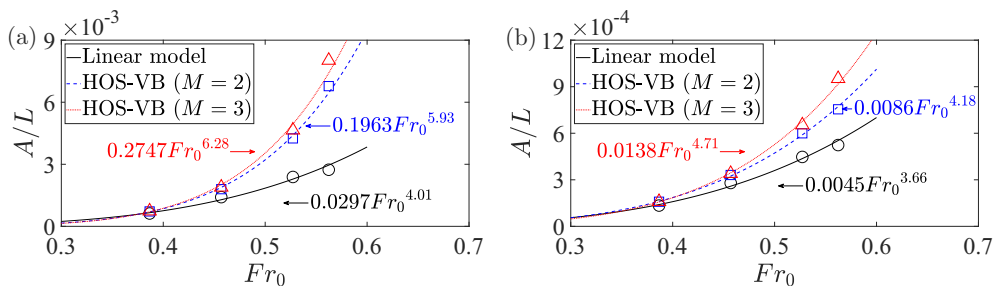 (a)
×10⁻³
9
6
3
0
A/L
Linear model
HOS-VB (M = 2)
HOS-VB (M = 3)
0.1963Fr₀^5.93
0.2747Fr₀^6.28
0.0297Fr₀^4.01
0.3 0.4 0.5 0.6 0.7
Fr₀
(b)
×10⁻⁴
12
9
6
3
0
A/L
Linear model
HOS-VB (M = 2)
HOS-VB (M = 3)
0.0086Fr₀^4.18
0.0138Fr₀^4.71
0.0045Fr₀^3.66
0.3 0.4 0.5 0.6 0.7
Fr₀